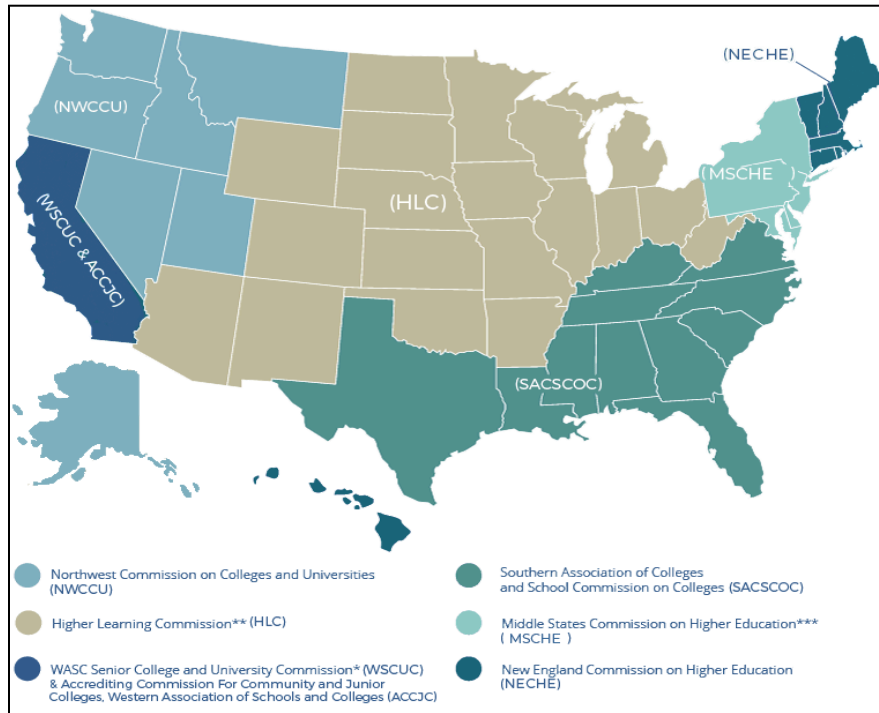 (NECHE)
(NWCCU)
(MSCHE )
(HLC)
(WSCUC & ACCJC)
(SACSCOC)
Northwest Commission on Colleges and Universities
(NWCCU)
Higher Learning Commission** (HLC)
WASC Senior College and University Commission* (WSCUC)
& Accrediting Commission For Community and Junior
Colleges, Western Association of Schools and Colleges (ACCJC)
Southern Association of Colleges
and School Commission on Colleges (SACSCOC)
Middle States Commission on Higher Education***
( MSCHE )
New England Commission on Higher Education
(NECHE)